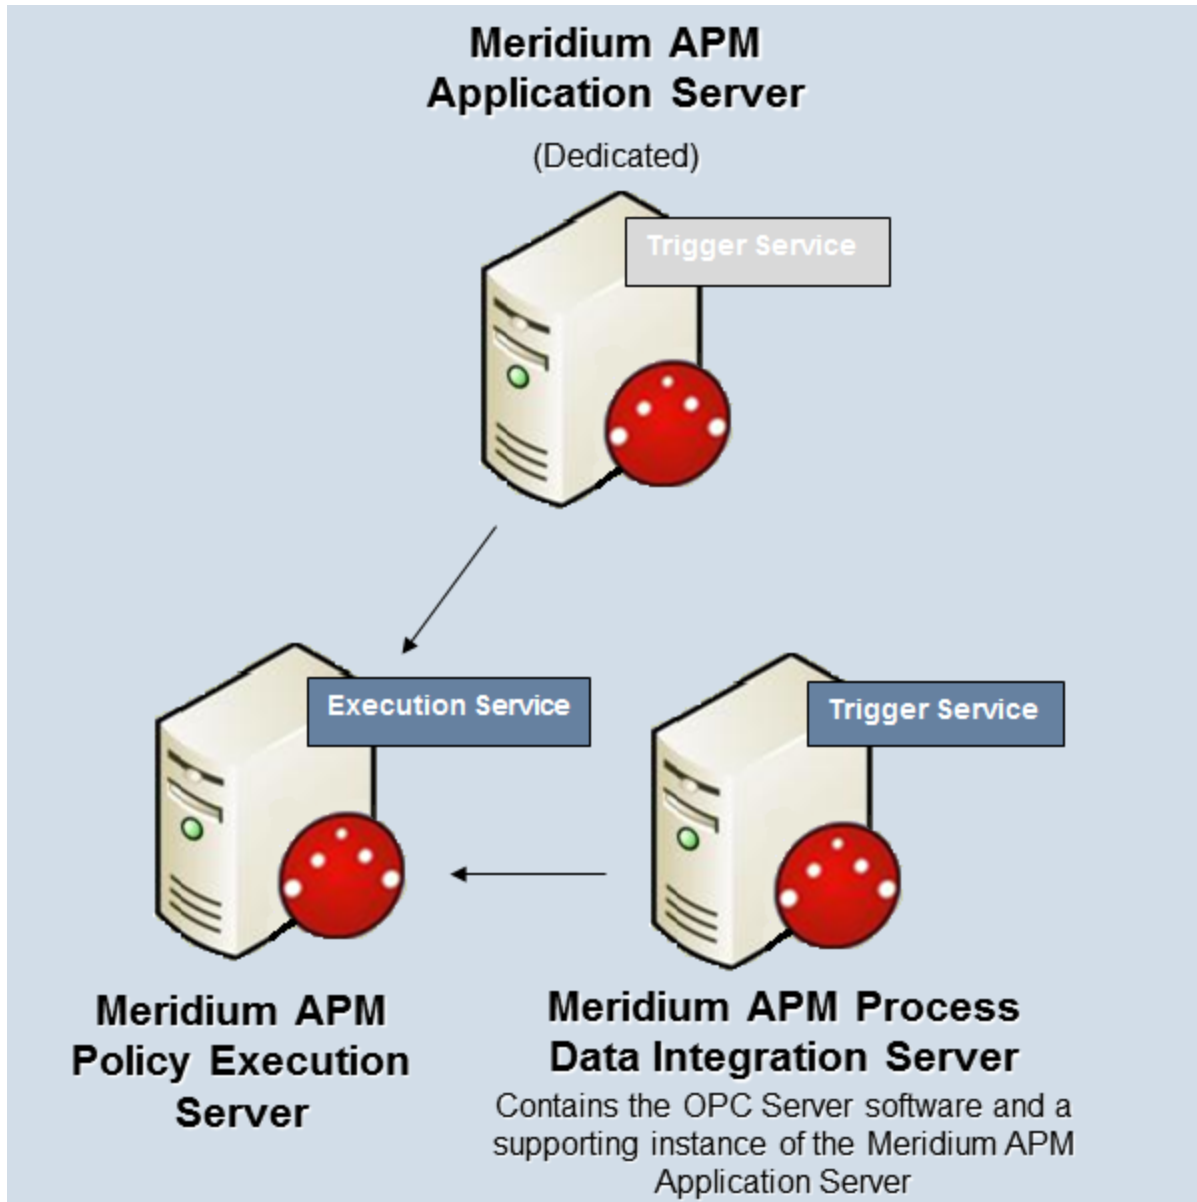 Meridium APM
Application Server
(Dedicated)
Trigger Service
Execution Service
Trigger Service
Meridium APM
Policy Execution
Server
Meridium APM Process
Data Integration Server
Contains the OPC Server software and a
supporting instance of the Meridium APM
Application Server